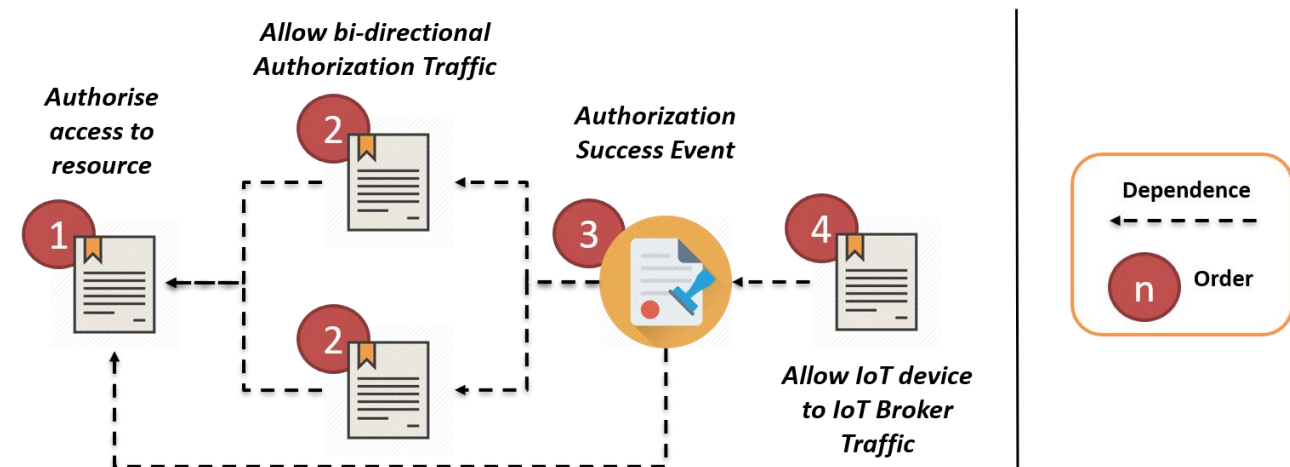 Allow bi-directional
Authorization Traffic
Authorise
access to
resource
Authorization
Success Event
2
1
3
4
2
Allow IoT device
to IoT Broker
Traffic
Dependence
n
Order